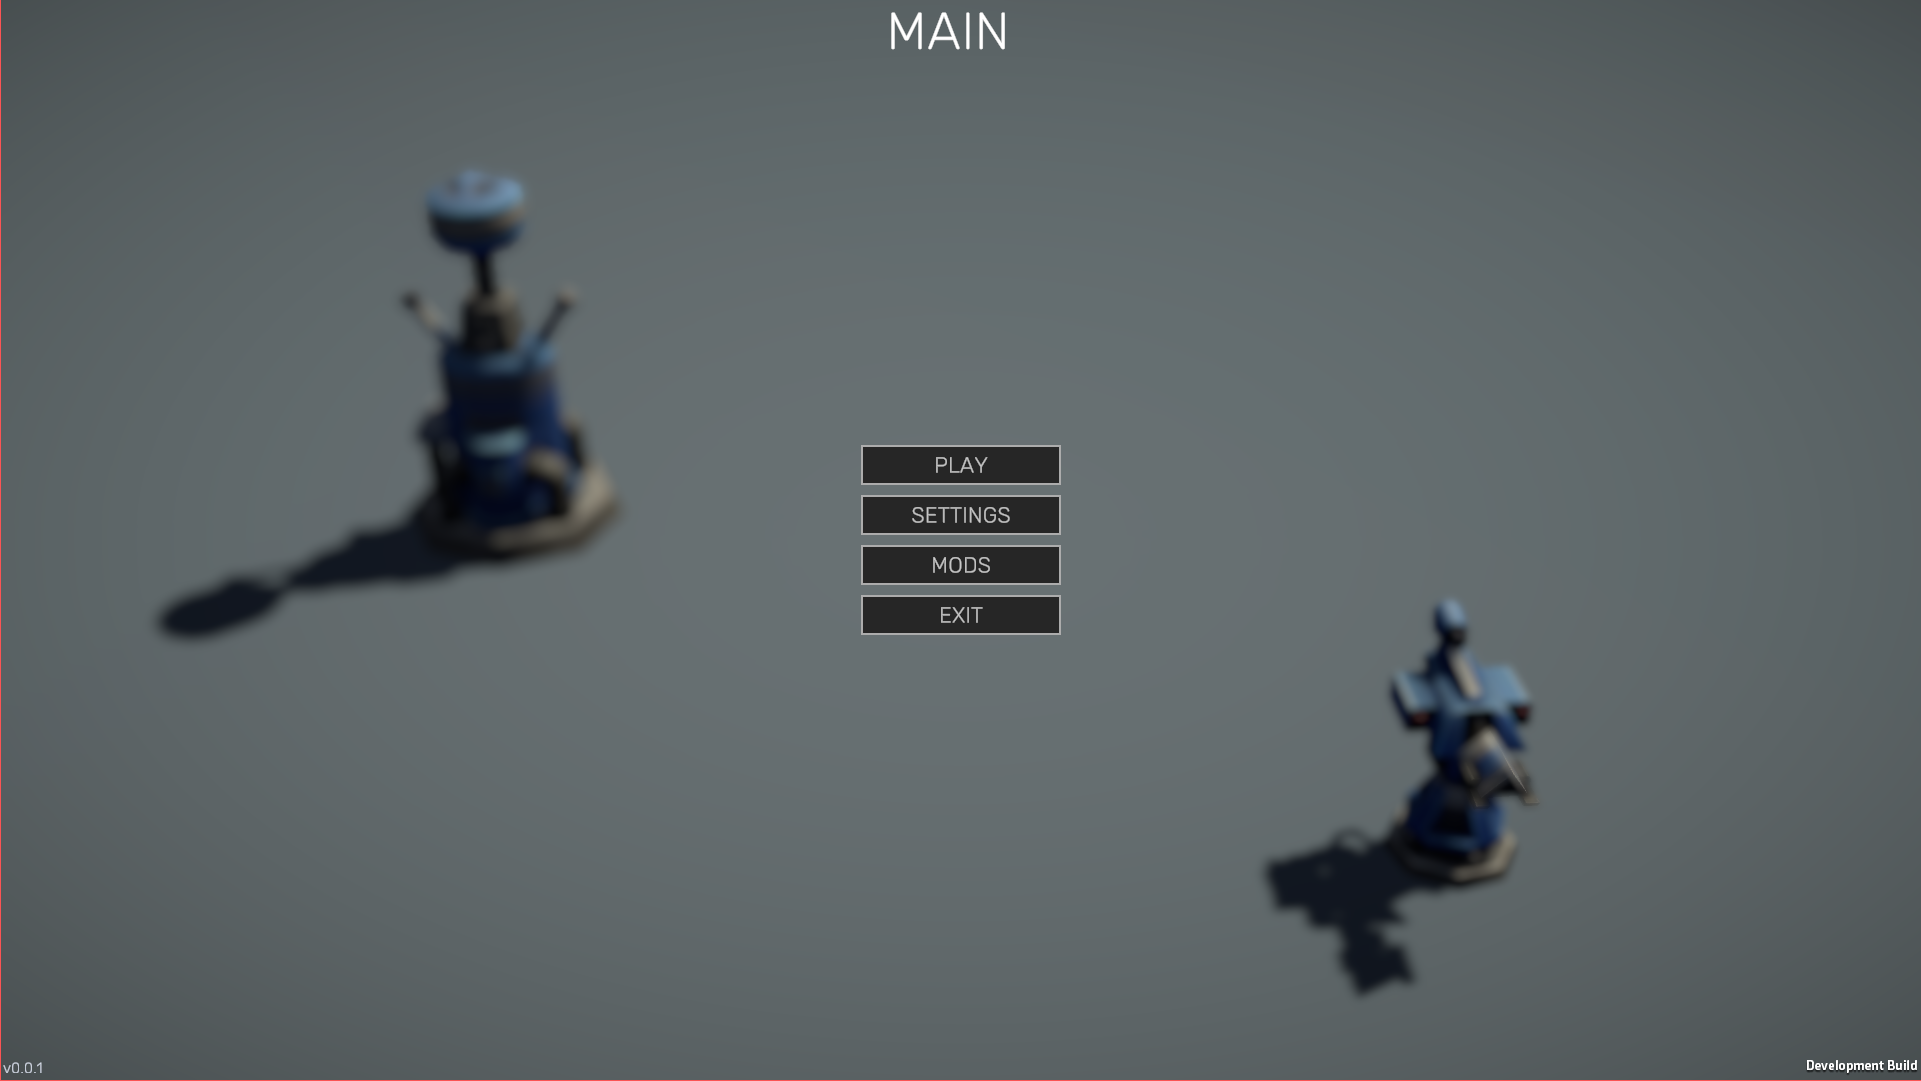 MAIN
PLAY
SETTINGS
MODS
EXIT
v0.0.1
Development Build